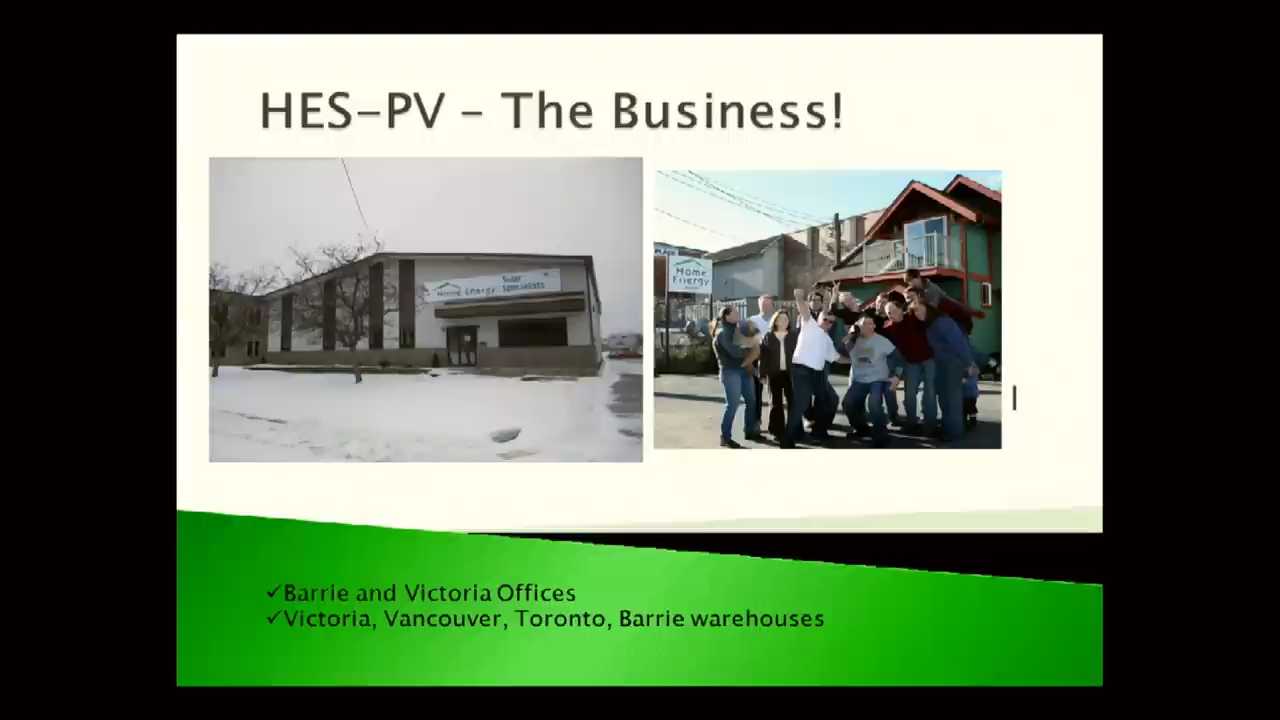 HES-PV - The Business!
Home Energy Solar Specialists
Home
Energy
✓Barrie and Victoria Offices
✓Victoria, Vancouver, Toronto, Barrie warehouses